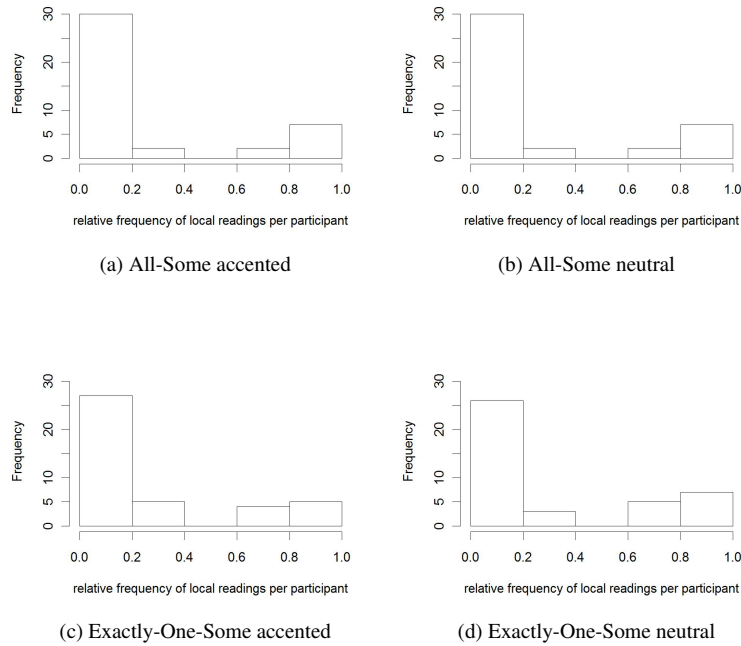 Frequency
0 5 10 30
0.0 0.2 0.4 0.6 0.8 1.0
relative frequency of local readings per participant
(a) All-Some accented
Frequency
0 5 10 30
0.0 0.2 0.4 0.6 0.8 1.0
relative frequency of local readings per participant
(b) All-Some neutral
Frequency
0 5 10 20 30
0.0 0.2 0.4 0.6 0.8 1.0
relative frequency of local readings per participant
(c) Exactly-One-Some accented
Frequency
0 5 10 20 30
0.0 0.2 0.4 0.6 0.8 1.0
relative frequency of local readings per participant
(d) Exactly-One-Some neutral